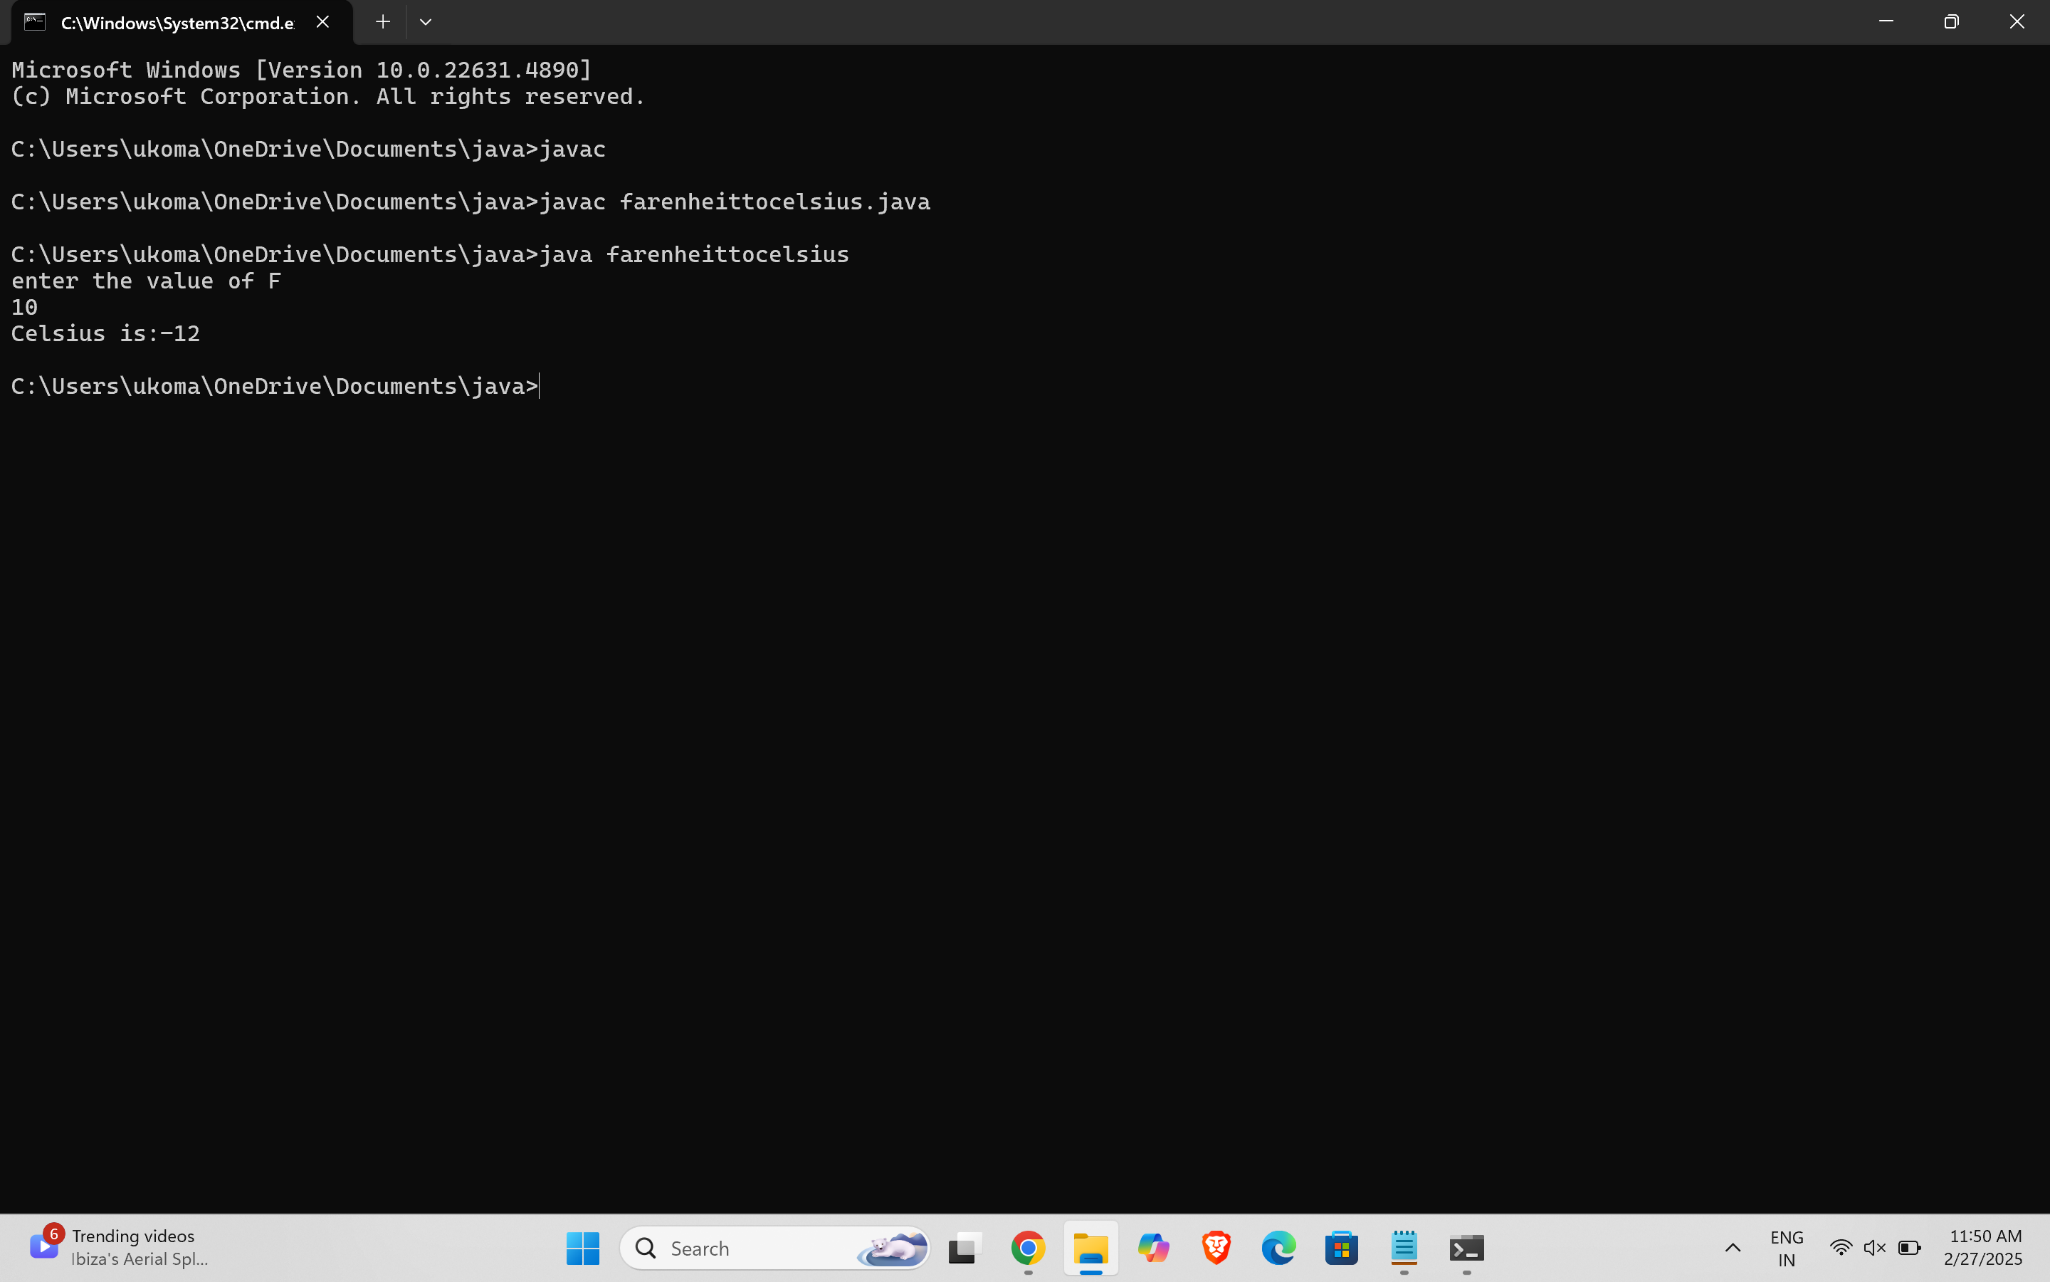 C:\Windows\System32\cmd.e
Microsoft Windows [Version 10.0.22631.4890]
(c) Microsoft Corporation. All rights reserved.
C:\Users\ukoma\OneDrive\Documents\java>javac
C:\Users\ukoma\OneDrive\Documents\java>javac farenheittocelsius.java
C:\Users\ukoma\OneDrive\Documents\java>java farenheittocelsius
enter the value of F
10
Celsius is:-12
C:\Users\ukoma\OneDrive\Documents\java>
6
Trending videos
Ibiza's Aerial Spl...
Search
ENG
IN
11:50 AM
2/27/2025